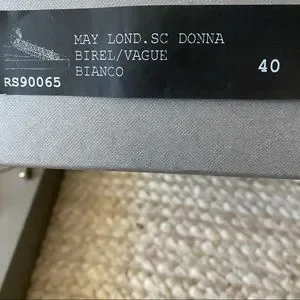 MAY LOND.SC DONNA
BIREL/VAGUE
BIANCO
40
RS90065